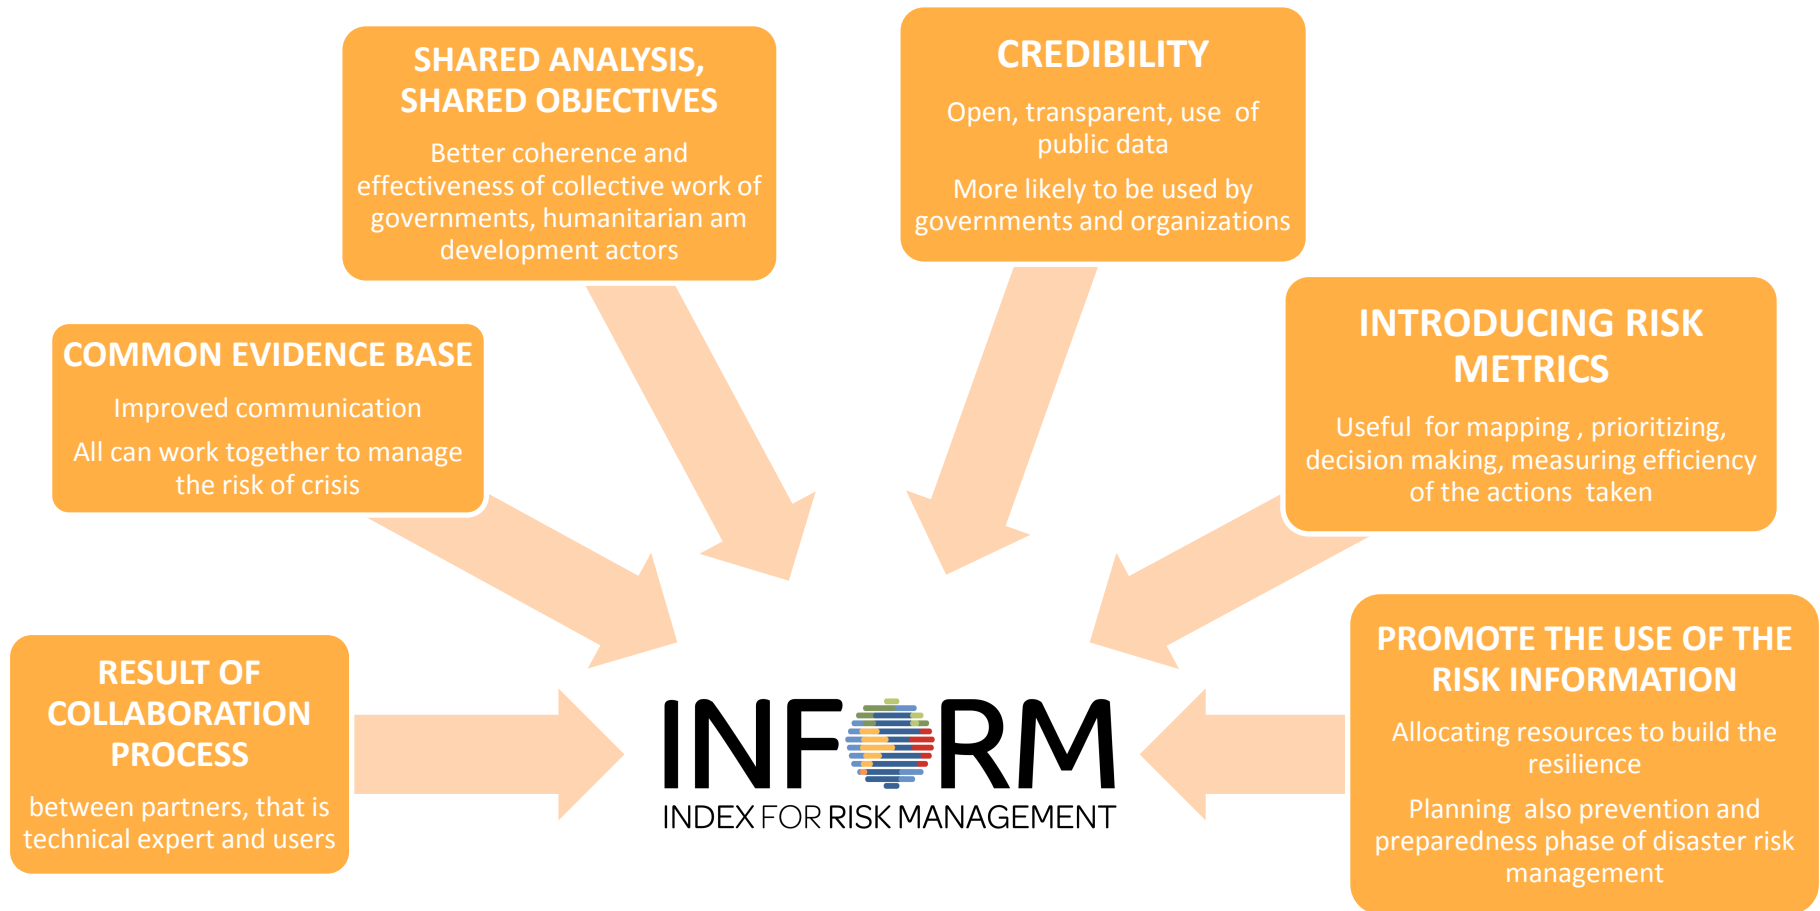 SHARED ANALYSIS,
SHARED OBJECTIVES
Better coherence and
effectiveness of collective work of
governments, humanitarian am
development actors
CREDIBILITY
Open, transparent, use of
public data
More likely to be used by
governments and organizations
COMMON EVIDENCE BASE
Improved communication
All can work together to manage
the risk of crisis
INTRODUCING RISK
METRICS
Useful for mapping , prioritizing,
decision making, measuring efficiency
of the actions taken
RESULT OF
COLLABORATION
PROCESS
between partners, that is
technical expert and users
PROMOTE THE USE OF THE
RISK INFORMATION
Allocating resources to build the
resilience
Planning also prevention and
preparedness phase of disaster risk
management
INFORM
INDEX FOR RISK MANAGEMENT